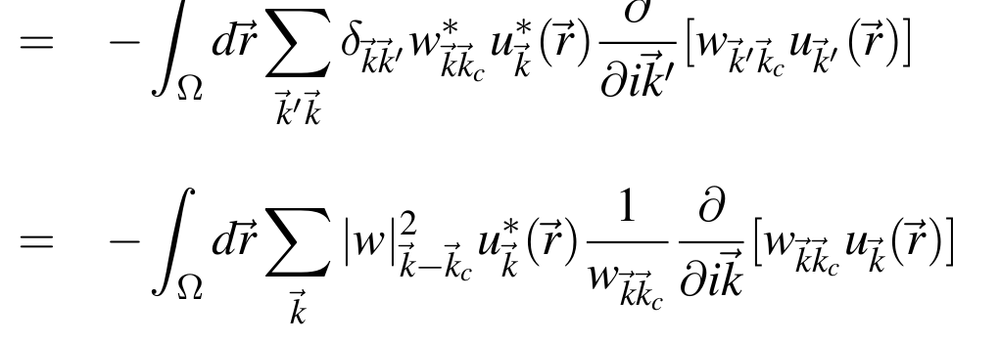 = −∫_Ω dr⃗ ∑_{k⃗′k⃗} δ_{k⃗k⃗′} w*_{k⃗k⃗_c} u*_{k⃗}(r⃗) ∂/∂ik⃗′ [w_{k⃗′k⃗_c} u_{k⃗′}(r⃗)]
= −∫_Ω dr⃗ ∑_{k⃗} |w|²_{k⃗−k⃗_c} u*_{k⃗}(r⃗) 1/w_{k⃗k⃗_c} ∂/∂ik⃗ [w_{k⃗k⃗_c} u_{k⃗}(r⃗)]